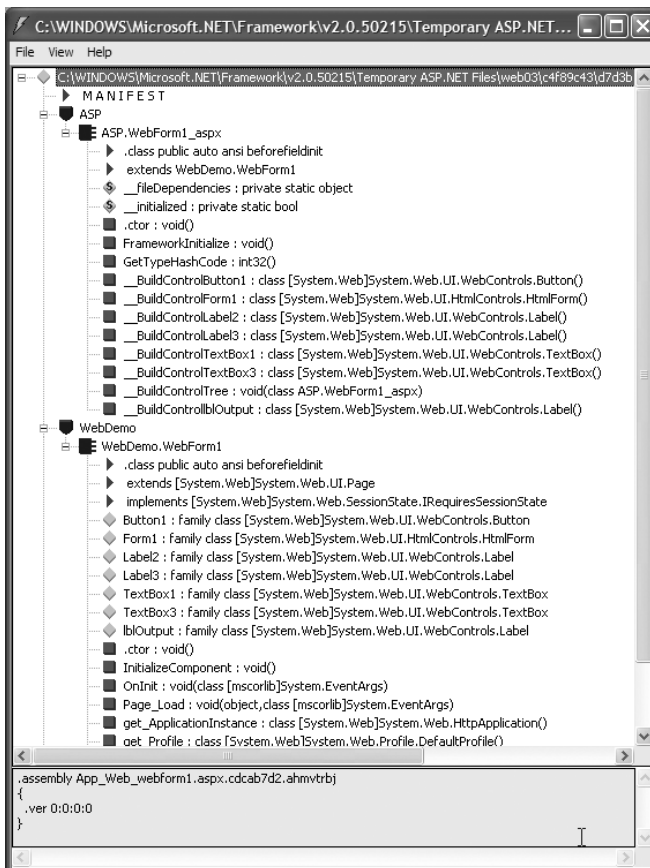 C:\WINDOWS\Microsoft.NET\Framework\v2.0.50215\Temporary ASP.NET...
File View Help
C:\WINDOWS\Microsoft.NET\Framework\v2.0.50215\Temporary ASP.NET Files\web03\c4f89c43\d7d3b
MANIFEST
ASP
ASP.WebForm1_aspx
.class public auto ansi beforefieldinit
extends WebDemo.WebForm1
S __fileDependencies : private static object
S __initialized : private static bool
.ctor : void()
FrameworkInitialize : void()
GetTypeHashCode : int32()
__BuildControlButton1 : class [System.Web]System.Web.UI.WebControls.Button()
__BuildControlForm1 : class [System.Web]System.Web.UI.HtmlControls.HtmlForm()
__BuildControlLabel2 : class [System.Web]System.Web.UI.WebControls.Label()
__BuildControlLabel3 : class [System.Web]System.Web.UI.WebControls.Label()
__BuildControlTextBox1 : class [System.Web]System.Web.UI.WebControls.TextBox()
__BuildControlTextBox3 : class [System.Web]System.Web.UI.WebControls.TextBox()
__BuildControlTree : void(class ASP.WebForm1_aspx)
__BuildControllblOutput : class [System.Web]System.Web.UI.WebControls.Label()
WebDemo
WebDemo.WebForm1
.class public auto ansi beforefieldinit
extends [System.Web]System.Web.UI.Page
implements [System.Web]System.Web.SessionState.IRequiresSessionState
Button1 : family class [System.Web]System.Web.UI.WebControls.Button
Form1 : family class [System.Web]System.Web.UI.HtmlControls.HtmlForm
Label2 : family class [System.Web]System.Web.UI.WebControls.Label
Label3 : family class [System.Web]System.Web.UI.WebControls.Label
TextBox1 : family class [System.Web]System.Web.UI.WebControls.TextBox
TextBox3 : family class [System.Web]System.Web.UI.WebControls.TextBox
lblOutput : family class [System.Web]System.Web.UI.WebControls.Label
.ctor : void()
InitializeComponent : void()
OnInit : void(class [mscorlib]System.EventArgs)
Page_Load : void(object,class [mscorlib]System.EventArgs)
get_ApplicationInstance : class [System.Web]System.Web.HttpApplication()
get_Profile : class [System.Web]System.Web.Profile.DefaultProfile()
.assembly App_Web_webform1.aspx.cdcab7d2.ahmvtrbj
{
.ver 0:0:0:0
}